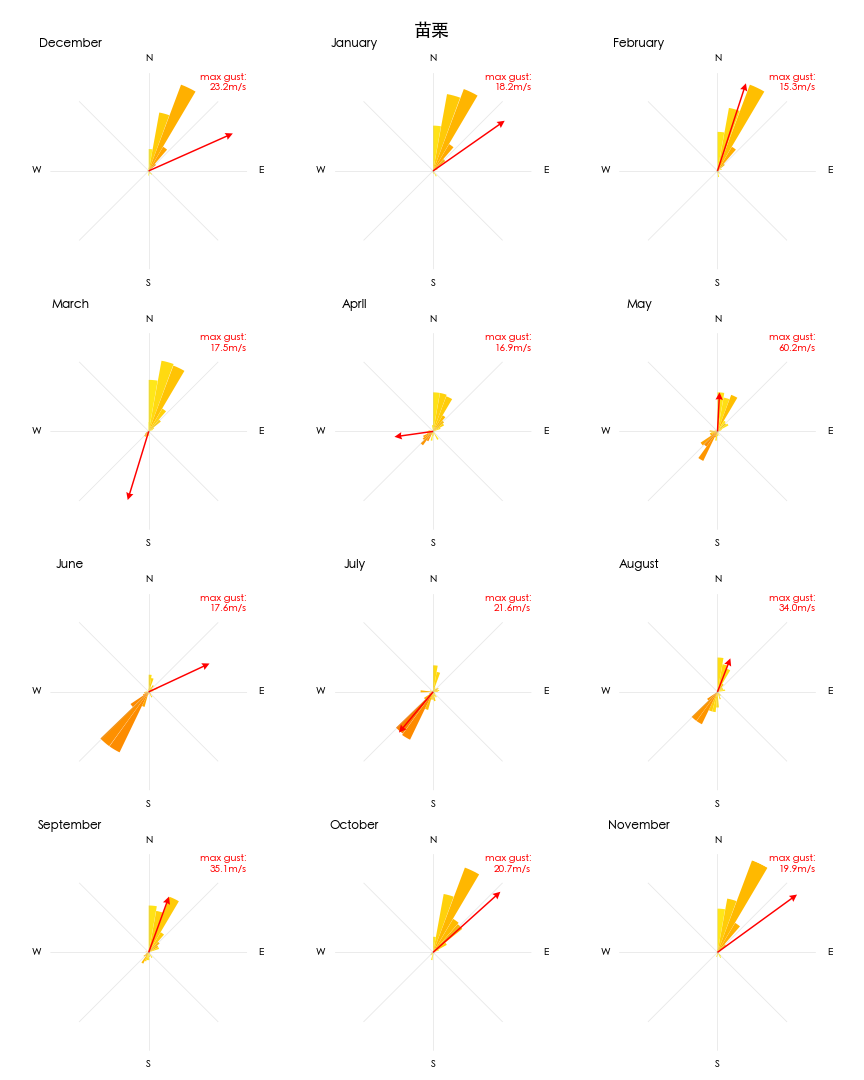 苗栗
December
N
max gust:
23.2m/s
W
E
S
January
N
max gust:
18.2m/s
W
E
S
February
N
max gust:
15.3m/s
W
E
S
March
N
max gust:
17.5m/s
W
E
S
April
N
max gust:
16.9m/s
W
E
S
May
N
max gust:
60.2m/s
W
E
S
June
N
max gust:
17.6m/s
W
E
S
July
N
max gust:
21.6m/s
W
E
S
August
N
max gust:
34.0m/s
W
E
S
September
N
max gust:
35.1m/s
W
E
S
October
N
max gust:
20.7m/s
W
E
S
November
N
max gust:
19.9m/s
W
E
S